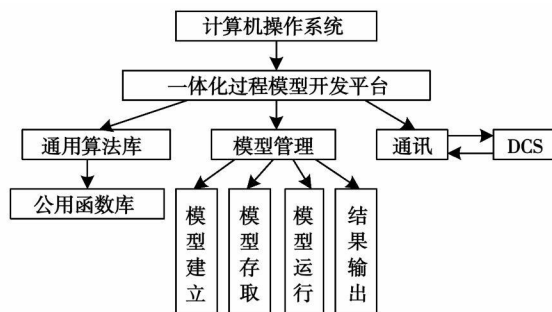 计算机操作系统
一体化过程模型开发平台
通用算法库
模型管理
通讯
DCS
公用函数库
模型建立
模型存取
模型运行
结果输出